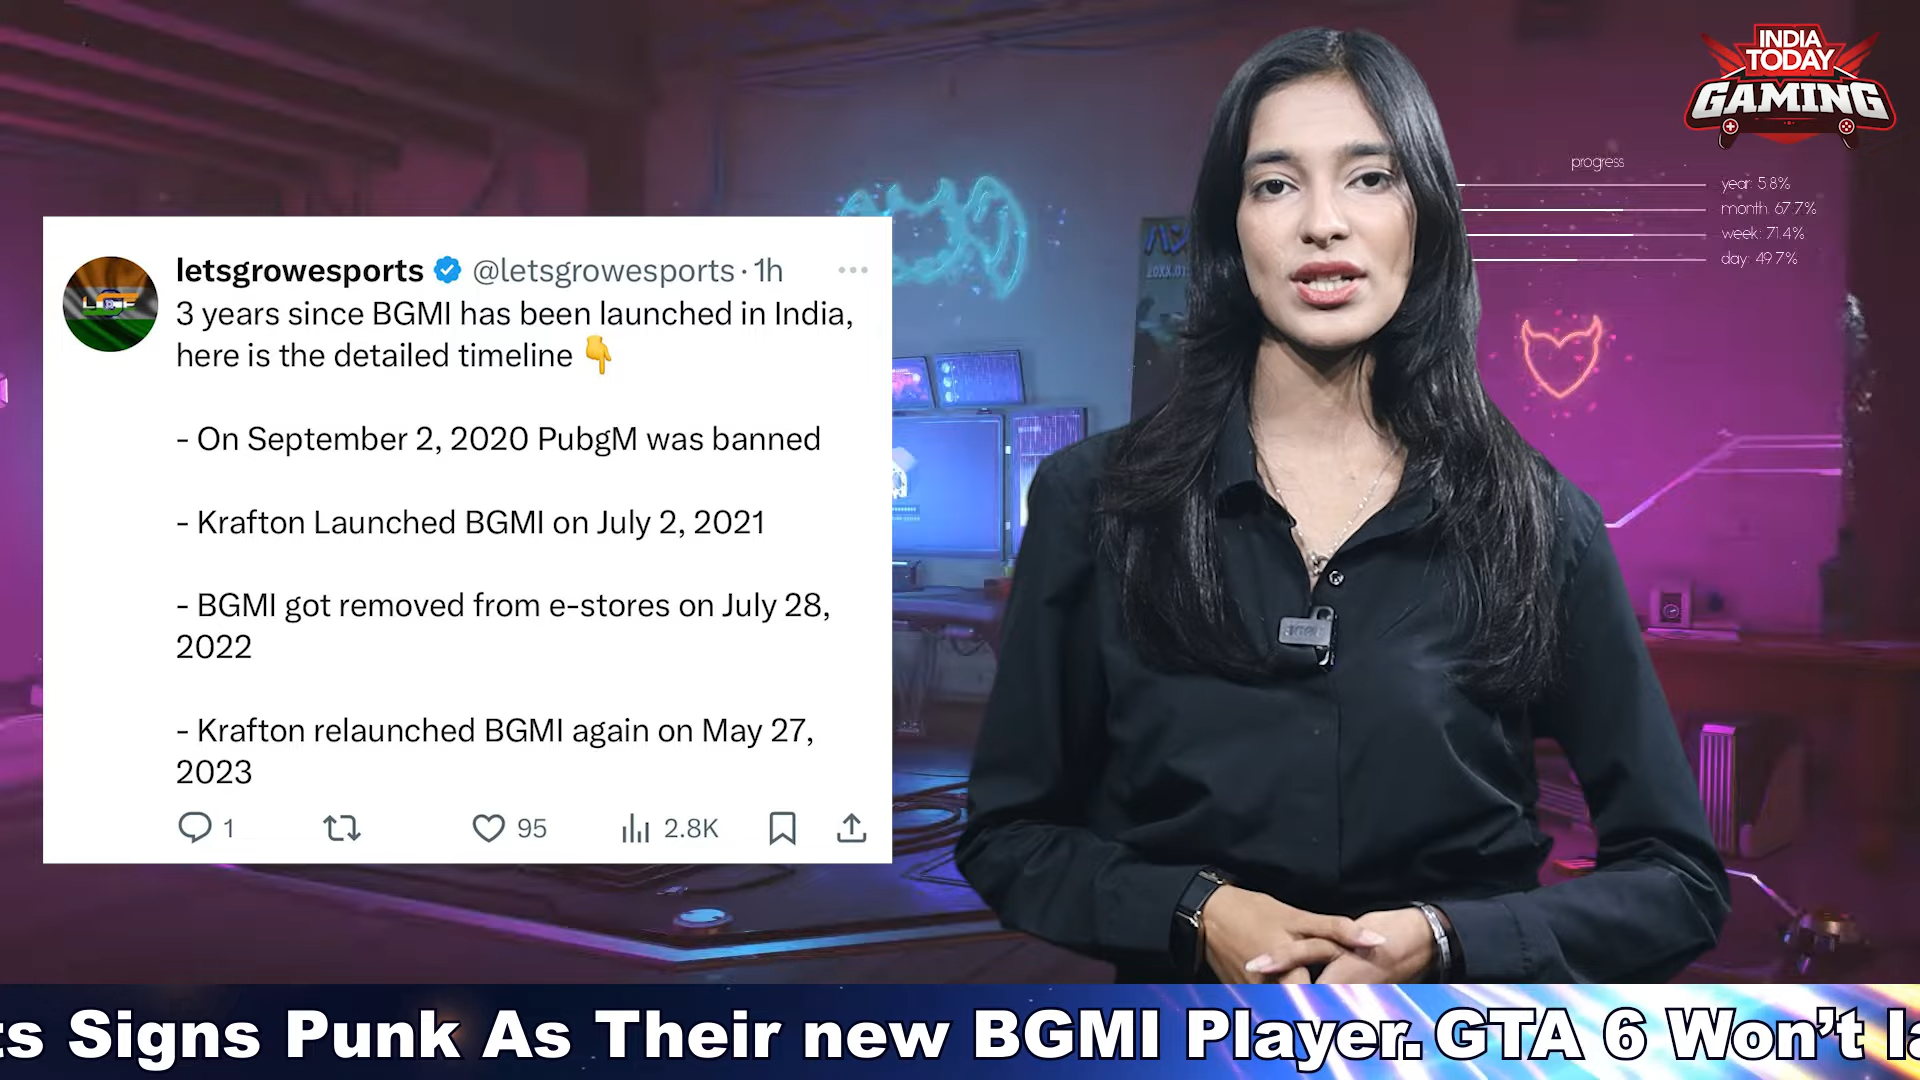 INDIA
TODAY
GAMING
progress
year: 5.8%
month: 67.7%
week: 71.4%
day: 49.7%
letsgrowesports @letsgrowesports · 1h
3 years since BGMI has been launched in India,
here is the detailed timeline 👇
- On September 2, 2020 PubgM was banned
- Krafton Launched BGMI on July 2, 2021
- BGMI got removed from e-stores on July 28,
2022
- Krafton relaunched BGMI again on May 27,
2023
1 95 2.8K
ts Signs Punk As Their new BGMI Player. GTA 6 Won’t la